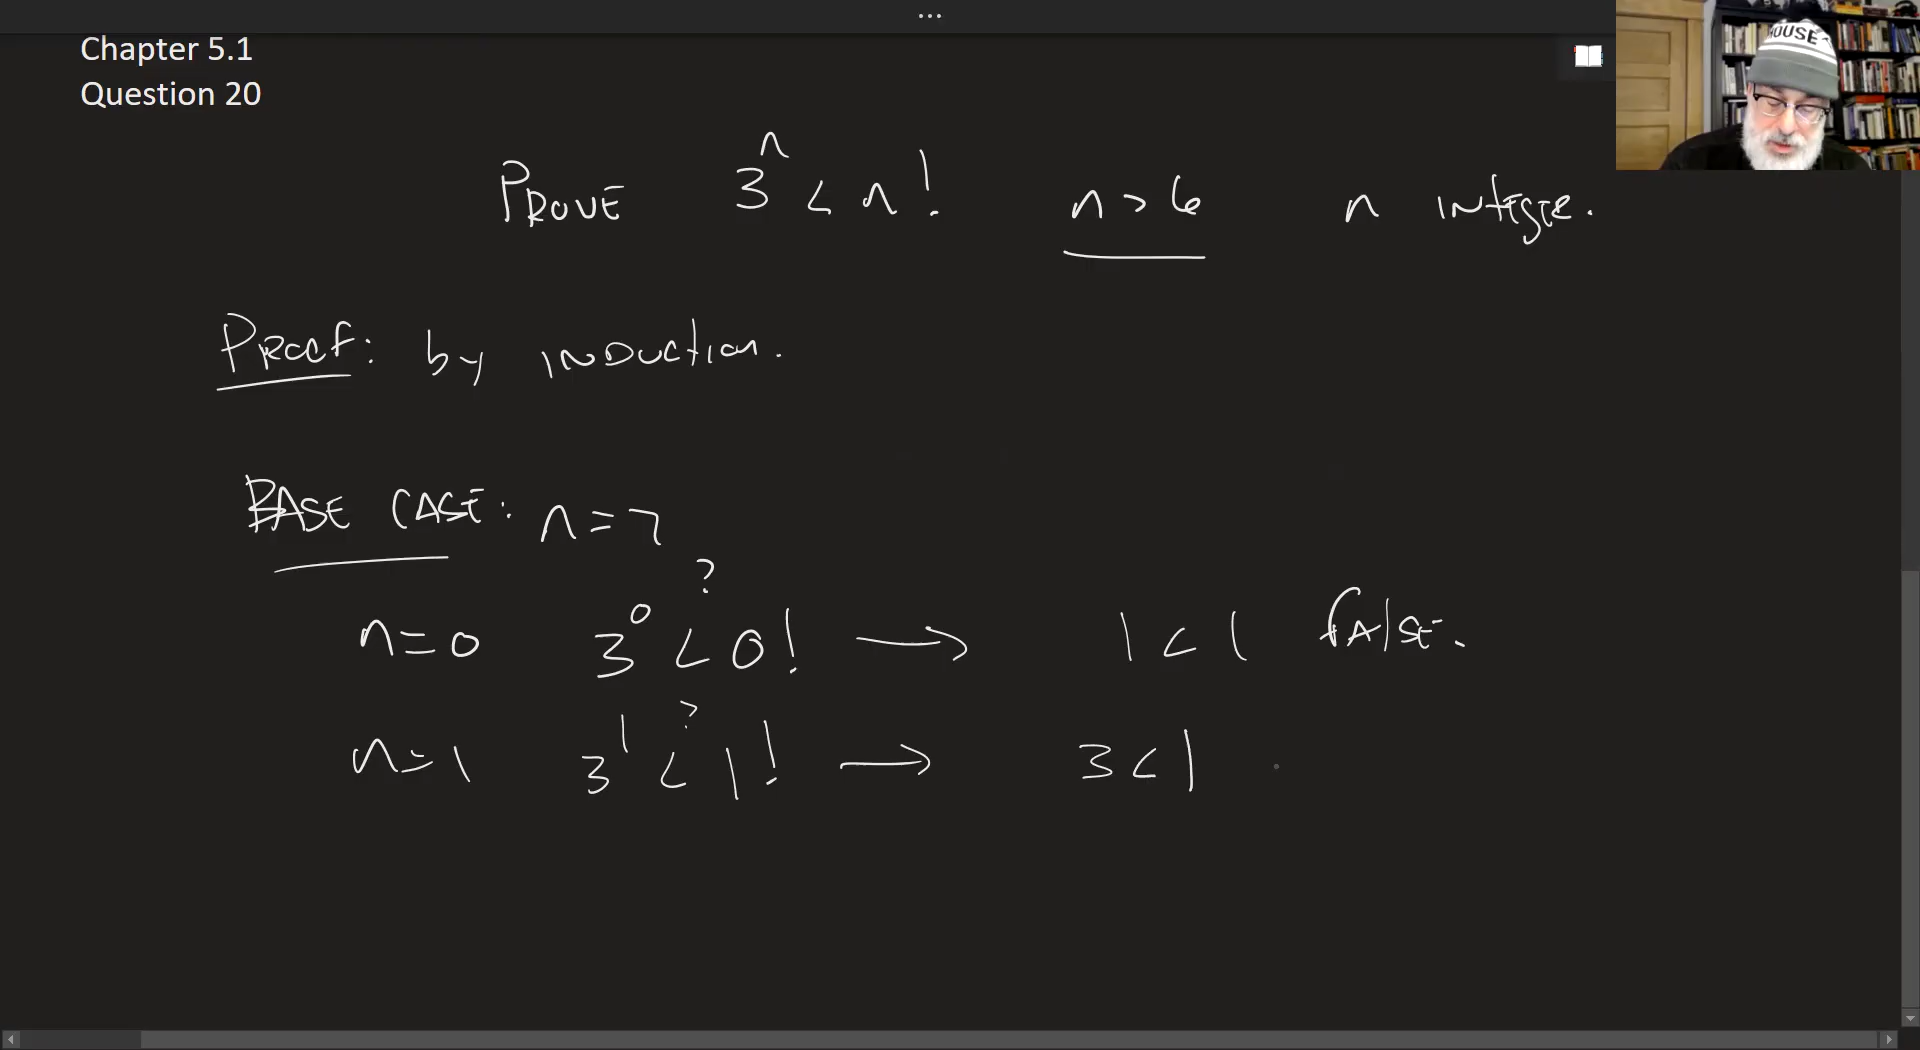 ...
Chapter 5.1
Question 20
HOUSE
PROVE 3^n < n! n > 6 n integer.
Proof: by induction.
BASE CASE: n = 7
n = 0 3^0 <? 0! → 1 < 1 false.
n = 1 3^1 <? 1! → 3 < 1